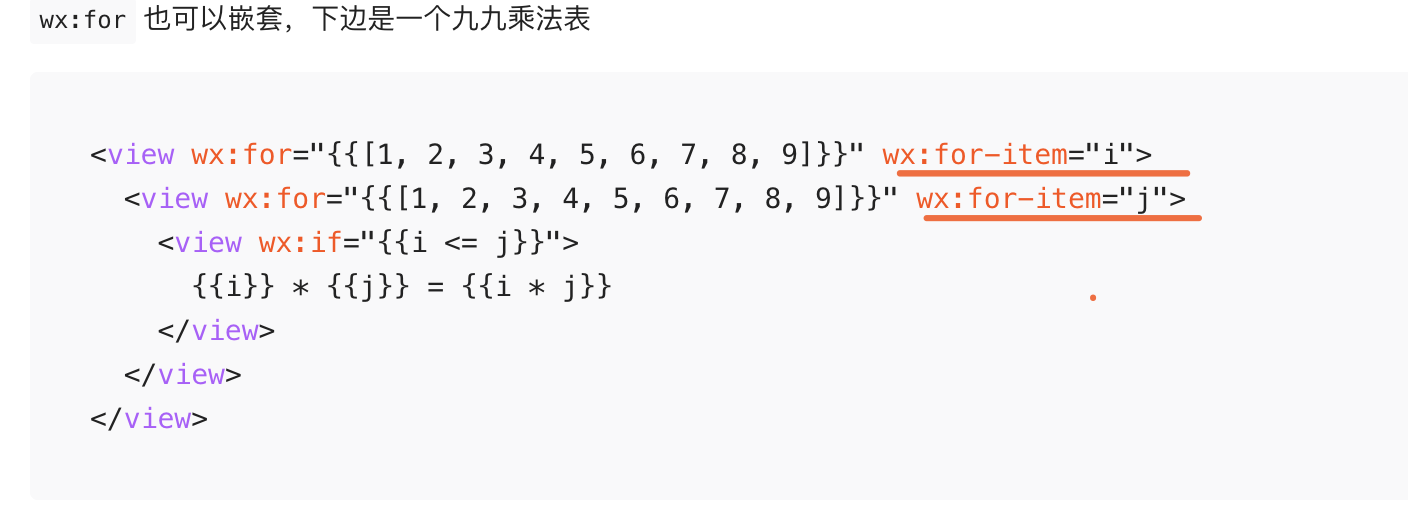 wx:for 也可以嵌套，下边是一个九九乘法表
<view wx:for="{{[1, 2, 3, 4, 5, 6, 7, 8, 9]}}" wx:for-item="i">
  <view wx:for="{{[1, 2, 3, 4, 5, 6, 7, 8, 9]}}" wx:for-item="j">
    <view wx:if="{{i <= j}}">
      {{i}} * {{j}} = {{i * j}}
    </view>
  </view>
</view>